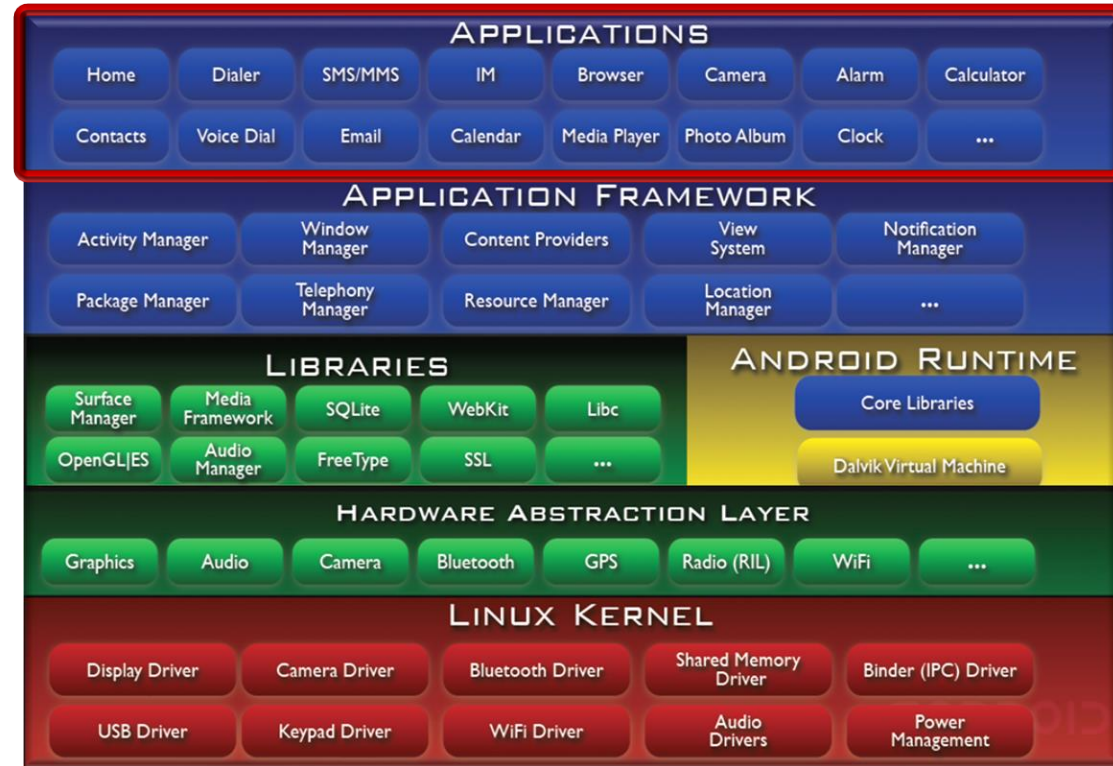 APPLICATIONS
Home Dialer SMS/MMS IM Browser Camera Alarm Calculator
Contacts Voice Dial Email Calendar Media Player Photo Album Clock ...
APPLICATION FRAMEWORK
Activity Manager
Window
Manager
Content Providers
View
System
Notification
Manager
Package Manager
Telephony
Manager
Resource Manager
Location
Manager
...
LIBRARIES
Surface
Manager
Media
Framework
SQLite
WebKit
Libc
OpenGL|ES
Audio
Manager
FreeType
SSL
...
ANDROID RUNTIME
Core Libraries
Dalvik Virtual Machine
HARDWARE ABSTRACTION LAYER
Graphics Audio Camera Bluetooth GPS Radio (RIL) WiFi ...
LINUX KERNEL
Display Driver
Camera Driver
Bluetooth Driver
Shared Memory
Driver
Binder (IPC) Driver
USB Driver
Keypad Driver
WiFi Driver
Audio
Drivers
Power
Management